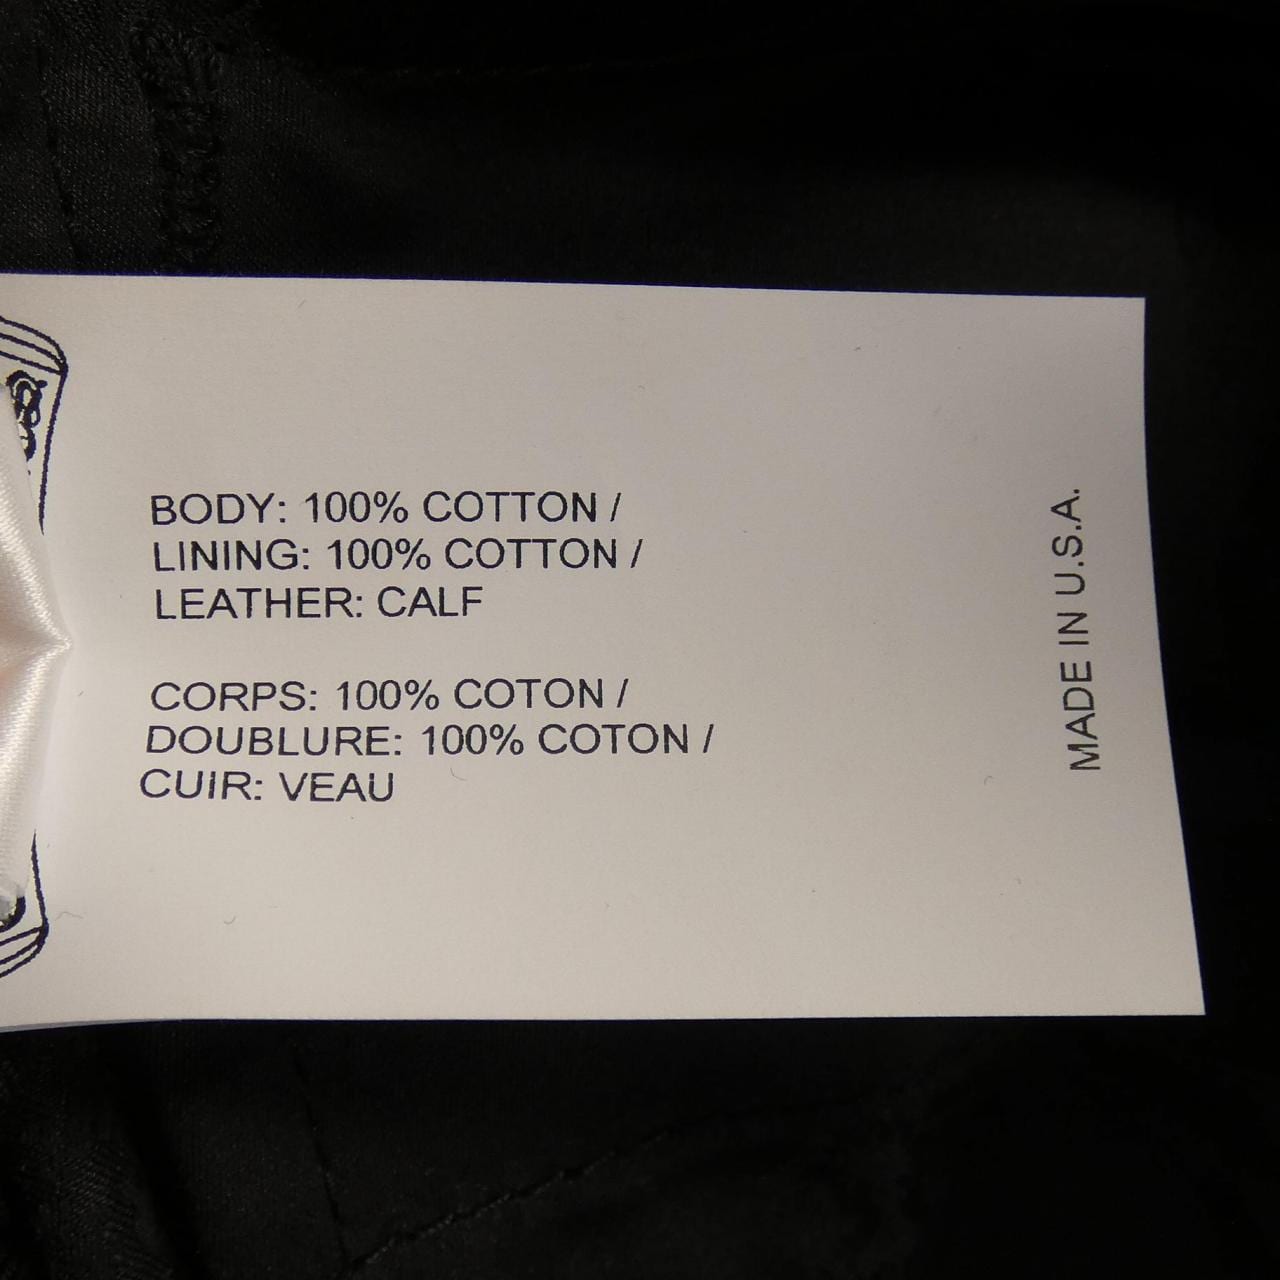 BODY: 100% COTTON /
LINING: 100% COTTON /
LEATHER: CALF
CORPS: 100% COTON /
DOUBLURE: 100% COTON /
CUIR: VEAU
MADE IN U.S.A.